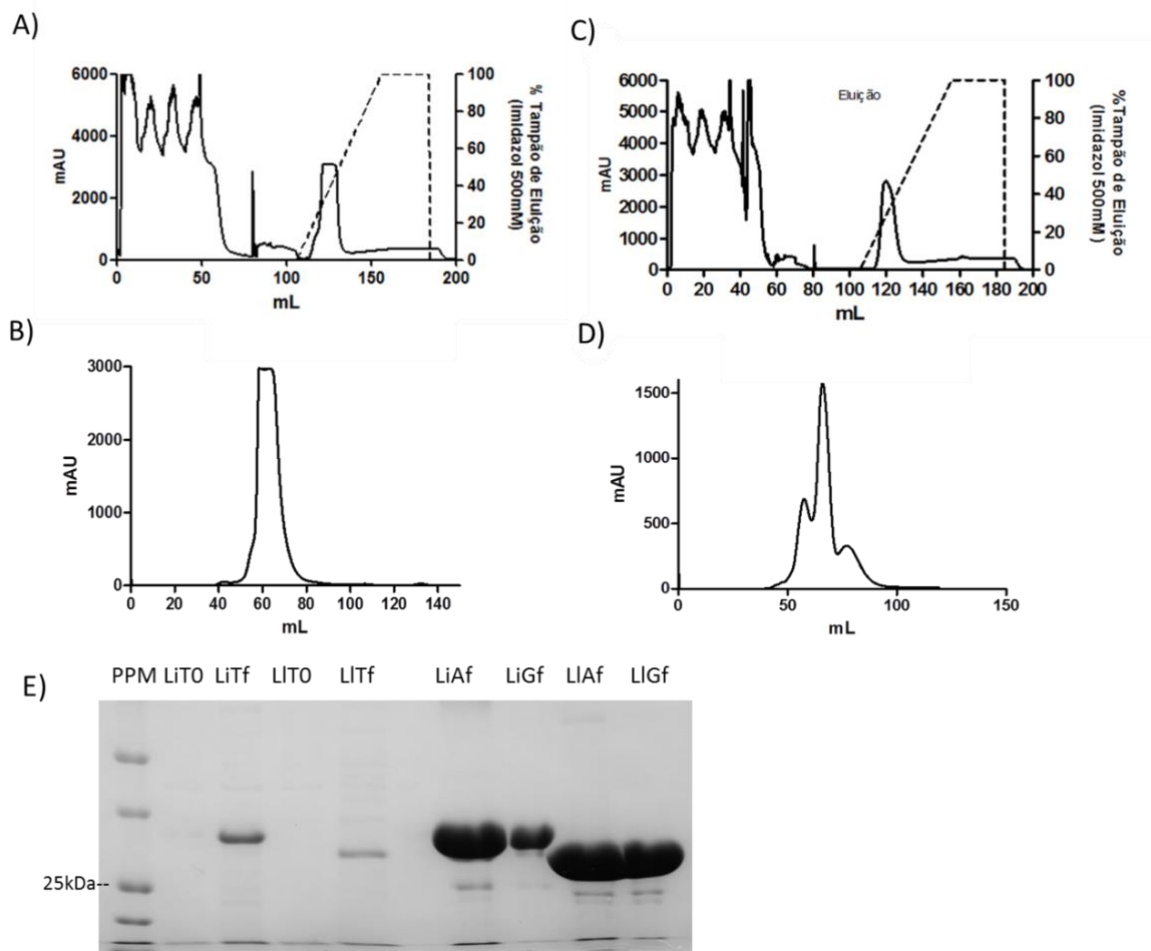 A)
6000
4000
2000
0
mAU
0 50 100 150 200
mL
100
80
60
40
20
0
% Tampão de Eluição
(Imidazol 500mM)
C)
6000
5000
4000
3000
2000
1000
0
mAU
Eluição
0 20 40 60 80 100 120 140 160 180 200
mL
100
80
60
40
20
0
%Tampão de Eluição
(Imidazol 500mM)
B)
3000
2000
1000
0
mAU
0 20 40 60 80 100 120 140
mL
D)
1500
1000
500
0
mAU
0 50 100 150
mL
E)
PPM LiT0 LiTf LlT0 LlTf LiAf LiGf LlAf LlGf
25kDa--